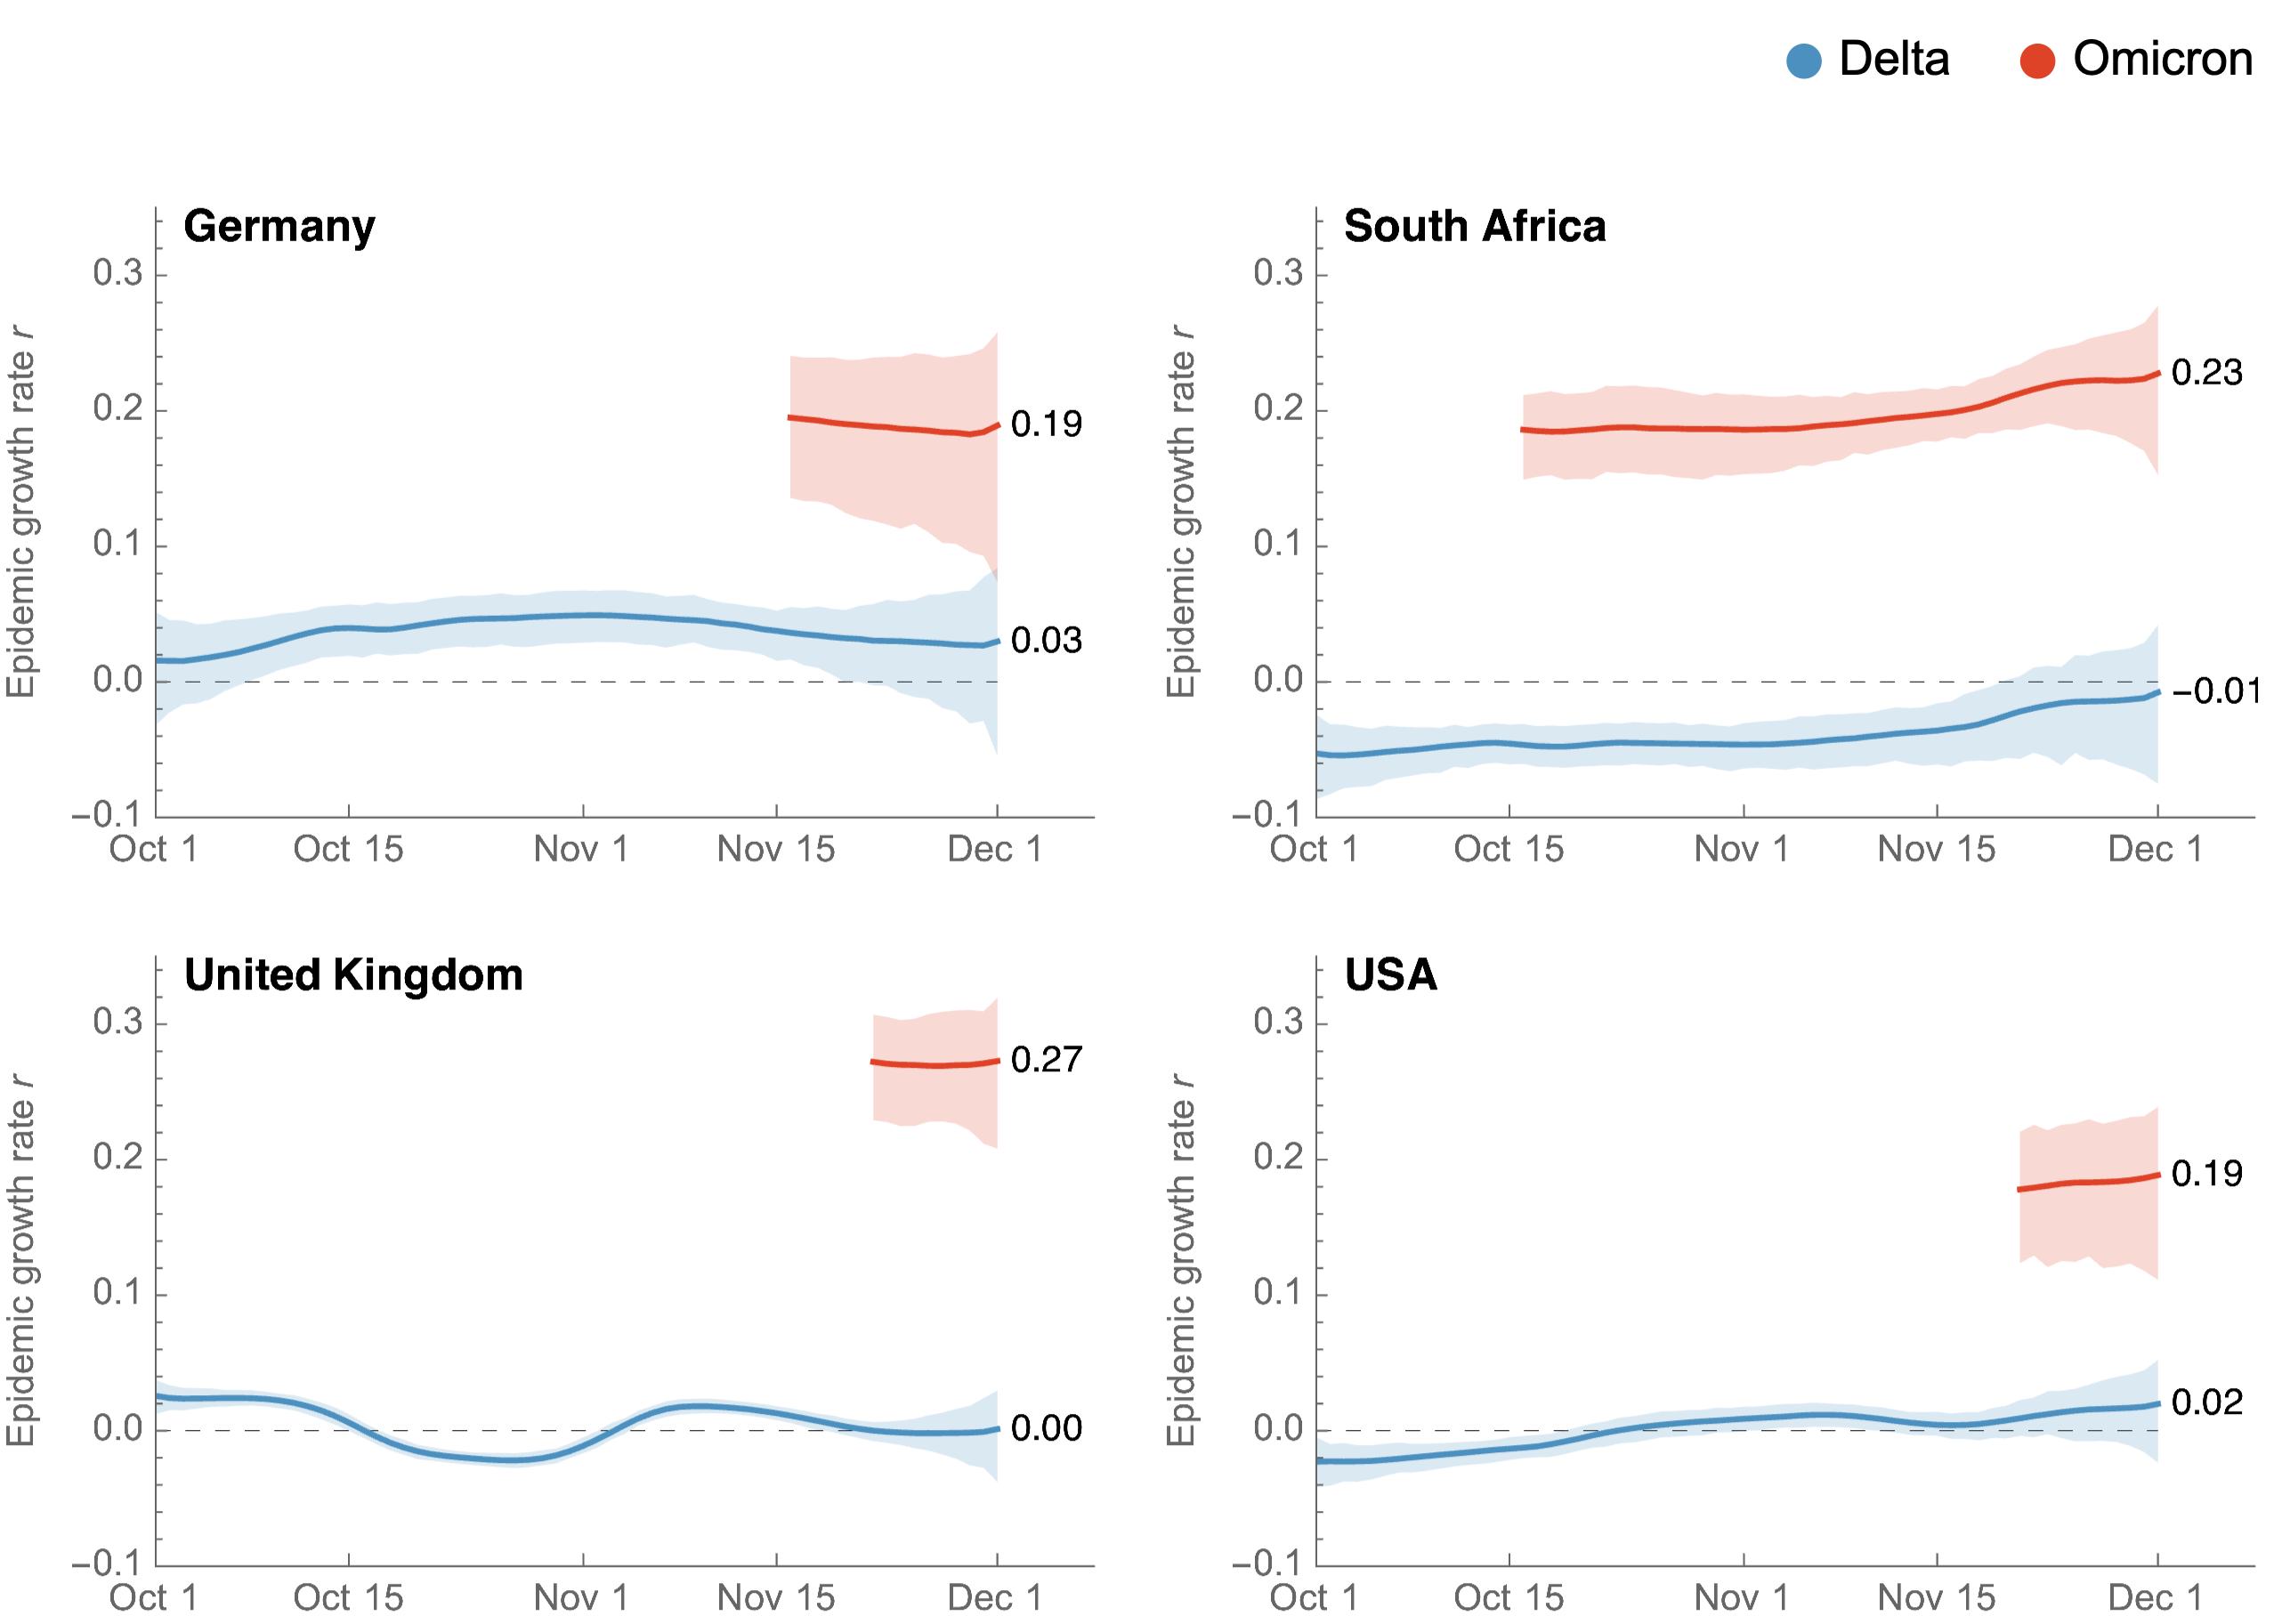 Delta
Omicron
Germany
Epidemic growth rate r
0.3
0.2
0.1
0.0
−0.1
0.19
0.03
Oct 1
Oct 15
Nov 1
Nov 15
Dec 1
South Africa
Epidemic growth rate r
0.3
0.2
0.1
0.0
−0.1
0.23
−0.01
Oct 1
Oct 15
Nov 1
Nov 15
Dec 1
United Kingdom
Epidemic growth rate r
0.3
0.2
0.1
0.0
−0.1
0.27
0.00
Oct 1
Oct 15
Nov 1
Nov 15
Dec 1
USA
Epidemic growth rate r
0.3
0.2
0.1
0.0
−0.1
0.19
0.02
Oct 1
Oct 15
Nov 1
Nov 15
Dec 1